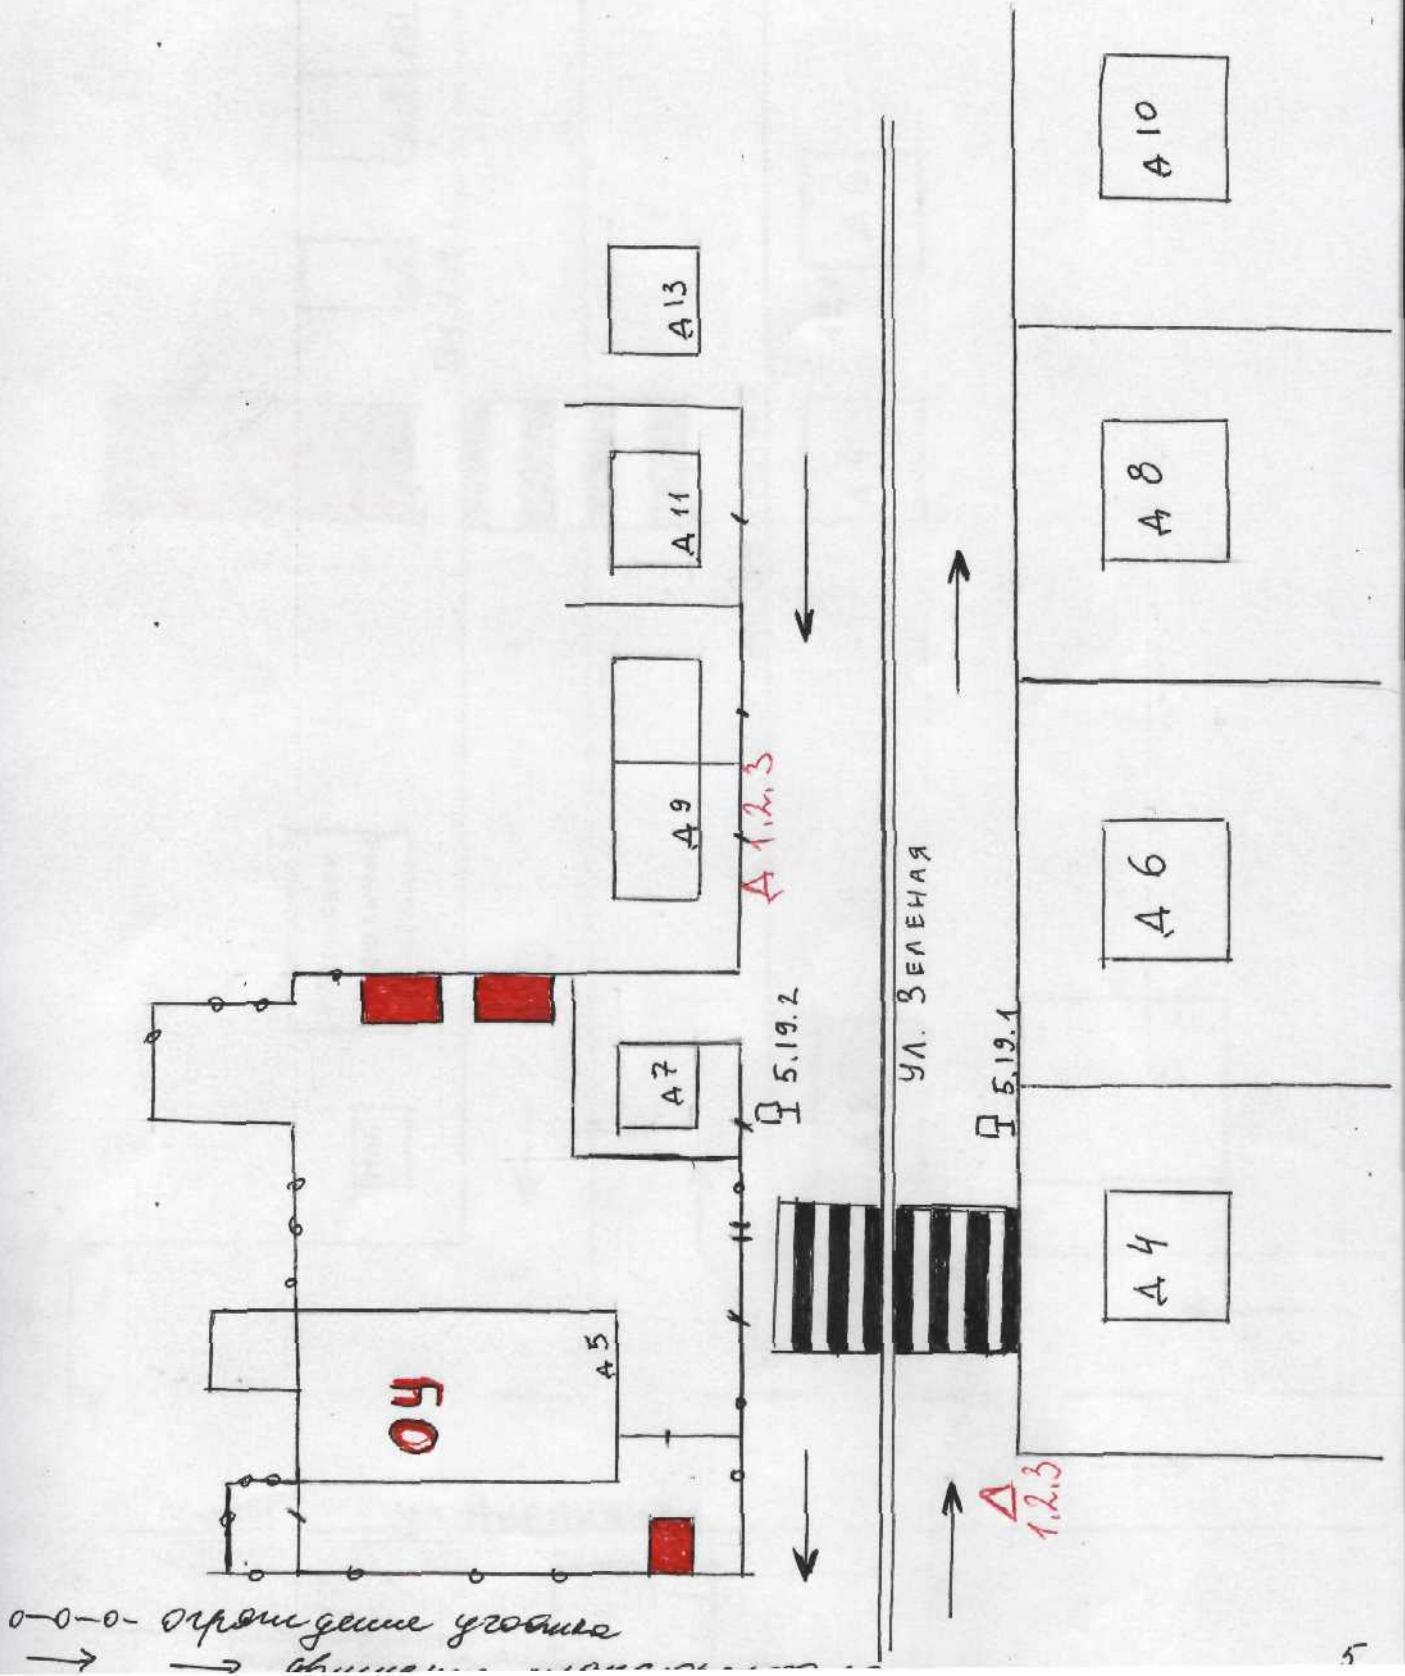 Д 10
Д 13
Д 8
Д 11
Д 9
1.2.3
Д 6
УЛ. ЗЕЛЕНАЯ
5.19.2
5.19.1
Д 7
Д 4
Д 5
ОУ
1.2.3
ограждение участка
движение
5